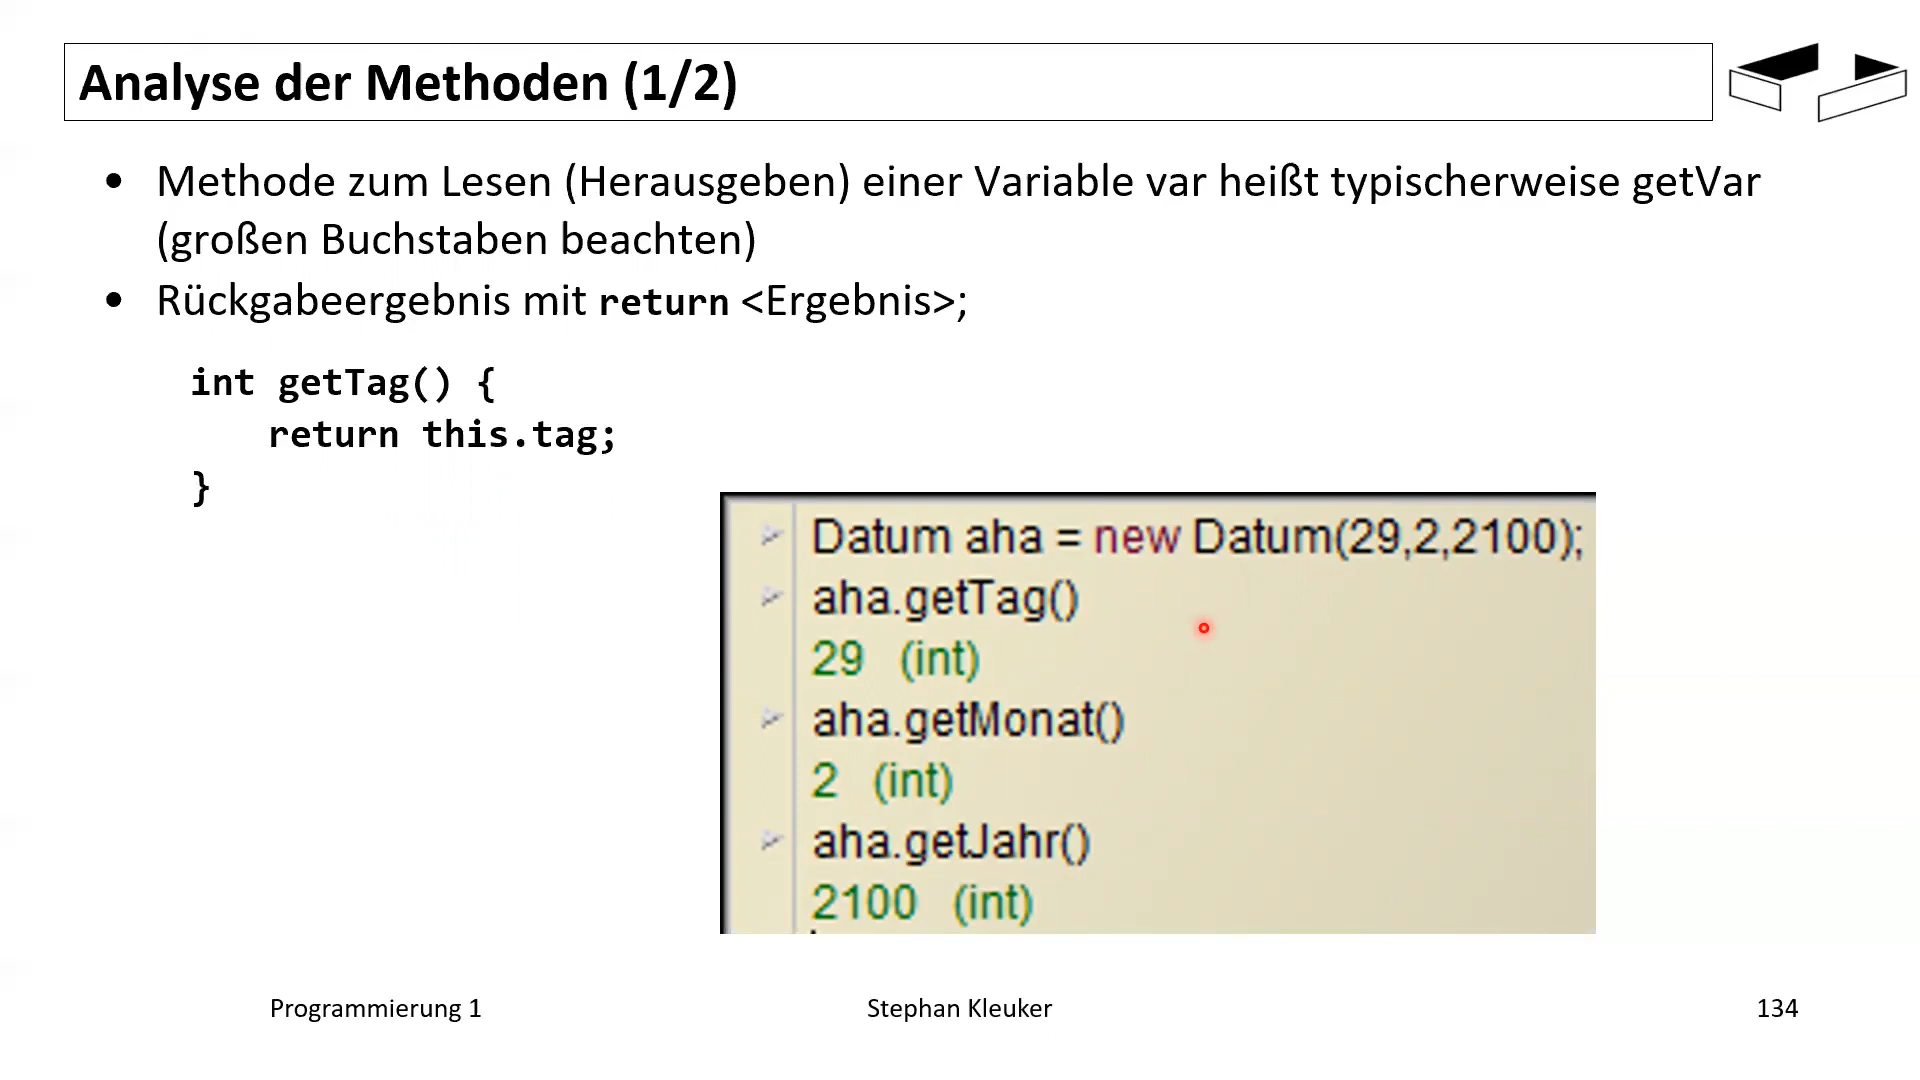 Analyse der Methoden (1/2)
• Methode zum Lesen (Herausgeben) einer Variable var heißt typischerweise getVar
(großen Buchstaben beachten)
• Rückgabeergebnis mit return <Ergebnis>;
int getTag() {
return this.tag;
}
Datum aha = new Datum(29,2,2100);
aha.getTag()
29 (int)
aha.getMonat()
2 (int)
aha.getJahr()
2100 (int)
Programmierung 1
Stephan Kleuker
134